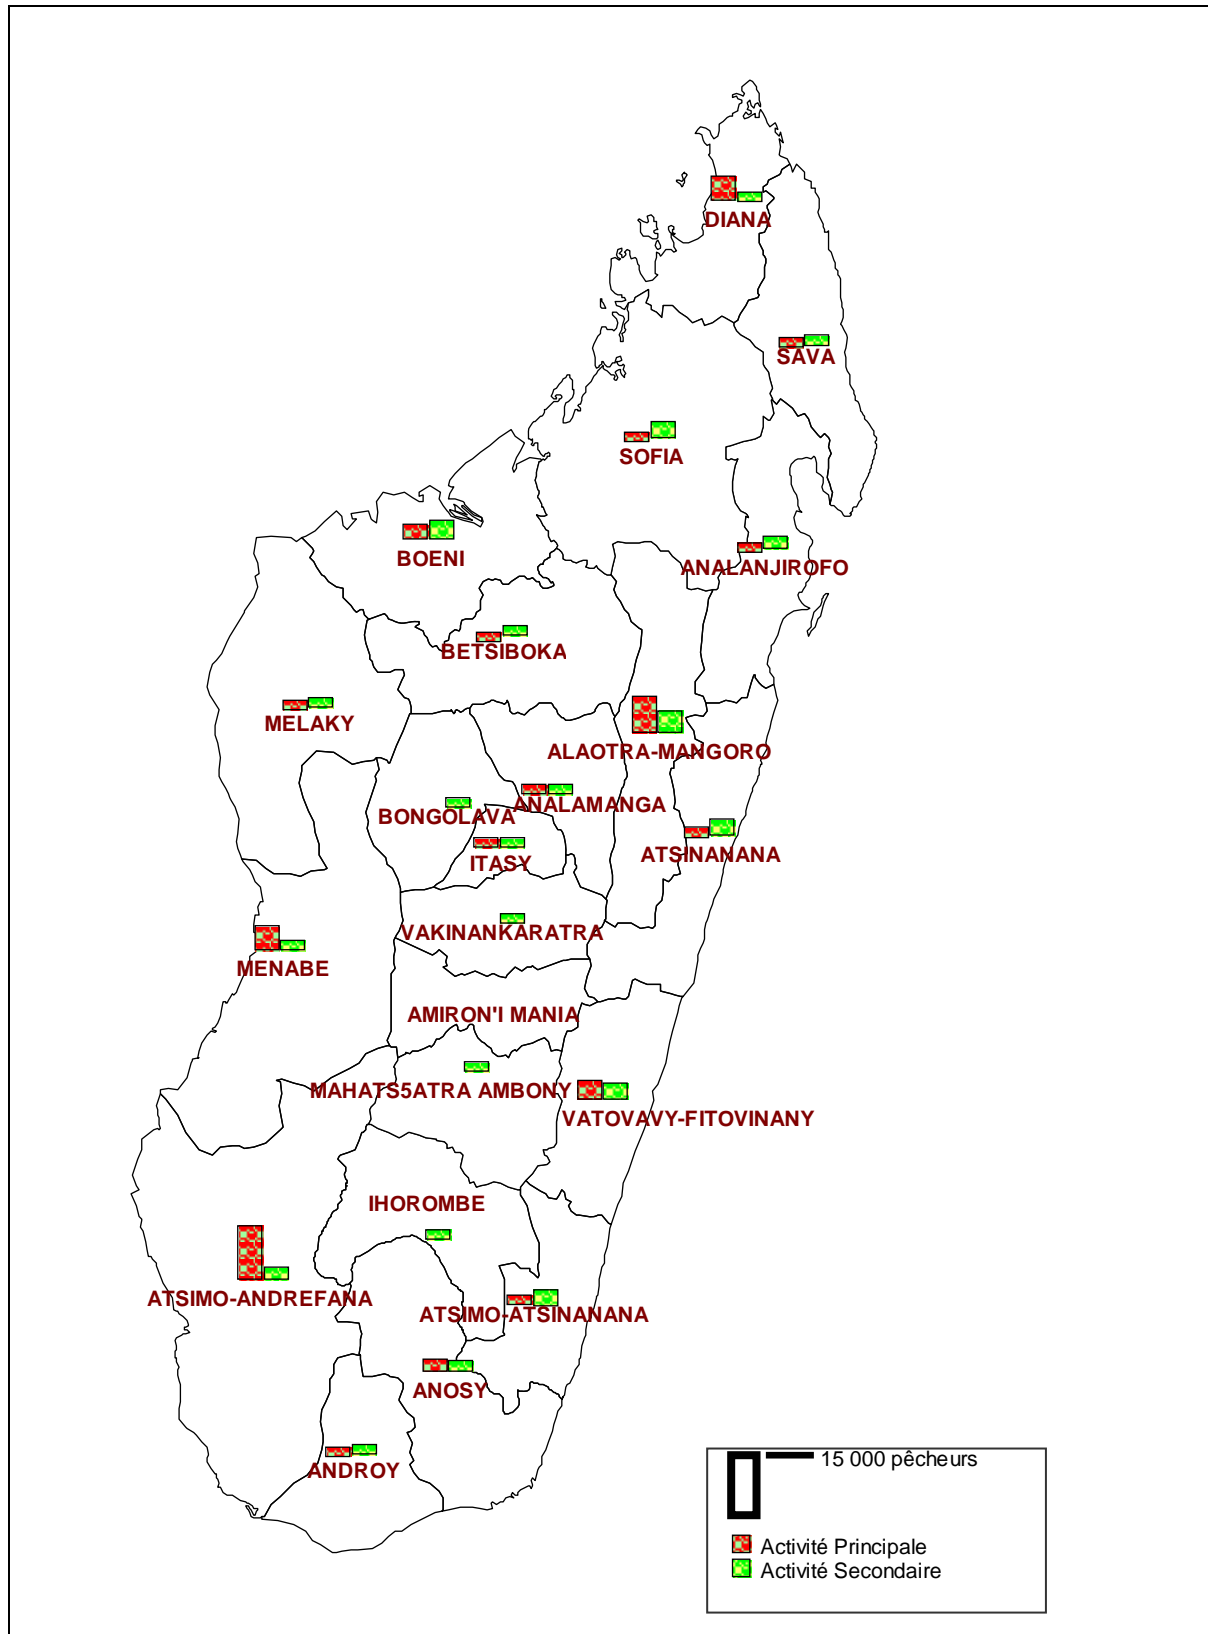 DIANA
SAVA
SOFIA
BOENI
ANALANJIROFO
BETSIBOKA
MELAKY
ALAOTRA-MANGORO
ANALAMANGA
BONGOLAVA
ATSINANANA
ITASY
VAKINANKARATRA
MENABE
AMIRON'I MANIA
MAHATS5ATRA AMBONY
VATOVAVY-FITOVINANY
IHOROMBE
ATSIMO-ANDREFANA
ATSIMO-ATSINANANA
ANOSY
ANDROY
15 000 pêcheurs
Activité Principale
Activité Secondaire